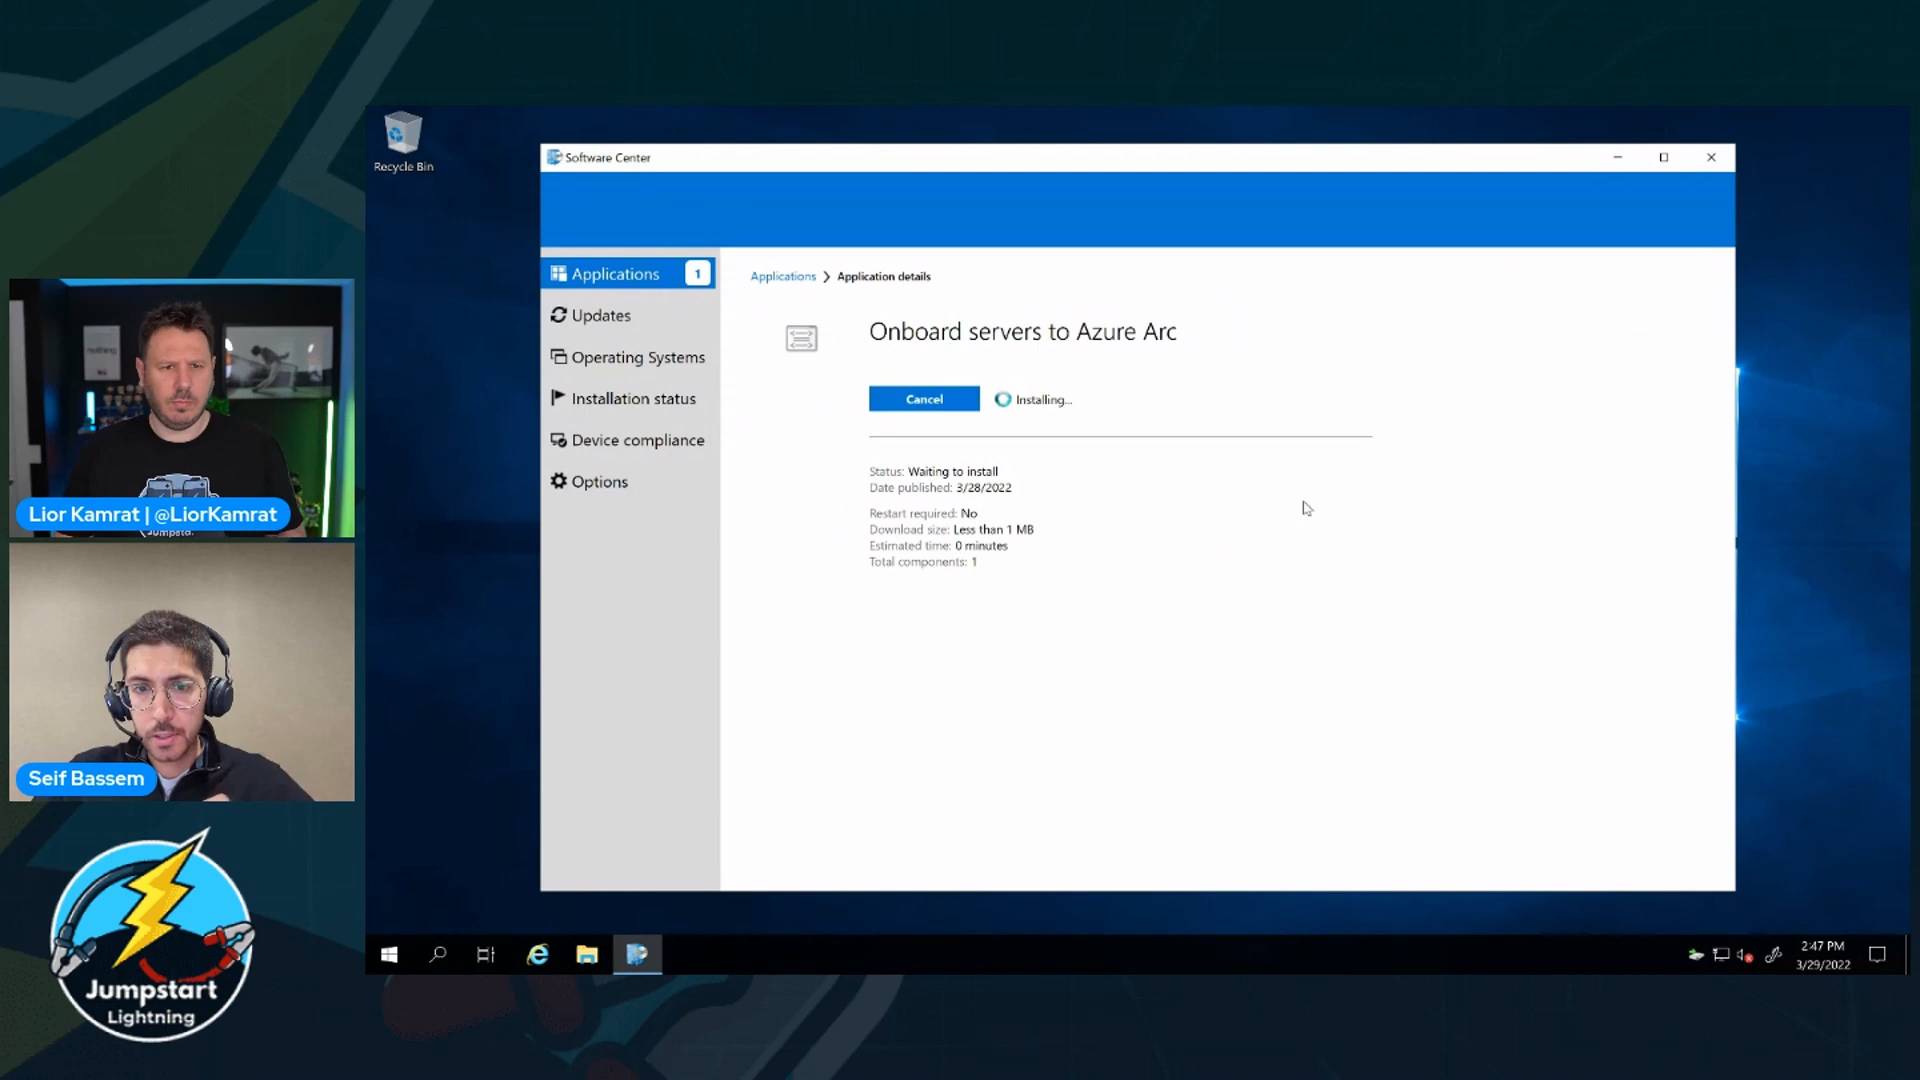 Recycle Bin
Software Center
Applications 1
Updates
Operating Systems
Installation status
Device compliance
Options
Applications > Application details
Onboard servers to Azure Arc
Cancel
Installing...
Status: Waiting to install
Date published: 3/28/2022
Restart required: No
Download size: Less than 1 MB
Estimated time: 0 minutes
Total components: 1
nothing
Lior Kamrat | @LiorKamrat
Seif Bassem
Jumpstart
Lightning
2:47 PM
3/29/2022